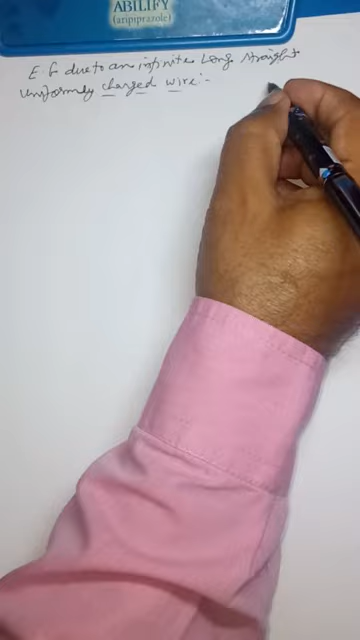 ABILIFY
(aripiprazole)
E.F due to an infinite Long straight
uniformly charged wire:-